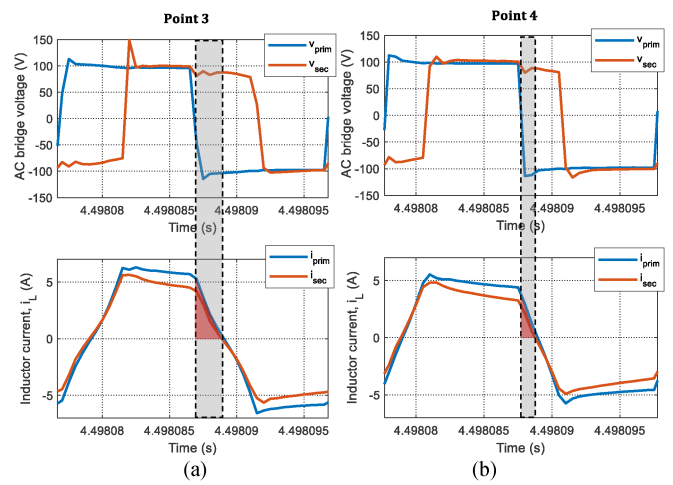 Point 3
Point 4
AC bridge voltage (V)
150
100
50
0
-50
-100
-150
v_prim
v_sec
4.49808
4.498085
4.49809
4.498095
Time (s)
AC bridge voltage (V)
150
100
50
0
-50
-100
-150
v_prim
v_sec
4.49808
4.498085
4.49809
4.498095
Time (s)
Inductor current, i_L (A)
5
0
-5
i_prim
i_sec
4.49808
4.498085
4.49809
4.498095
Time (s)
Inductor current, i_L (A)
5
0
-5
i_prim
i_sec
4.49808
4.498085
4.49809
4.498095
Time (s)
(a)
(b)